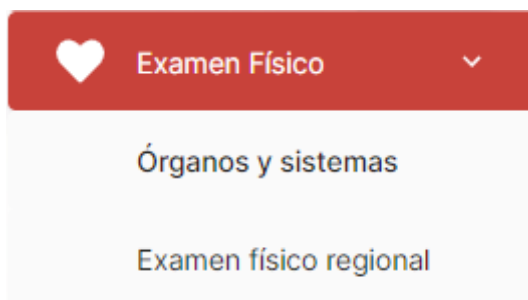 Examen Físico
Órganos y sistemas
Examen físico regional